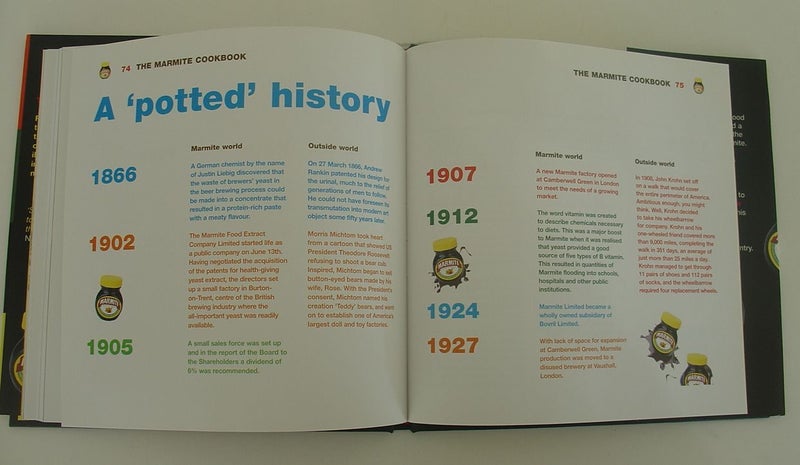 74 THE MARMITE COOKBOOK
A 'potted' history
Marmite world
Outside world
1866
A German chemist by the name
of Justin Liebig discovered that
the waste of brewers' yeast in
the beer brewing process could
be made into a concentrate that
resulted in a protein-rich paste
with a meaty flavour.
On 27 March 1866, Andrew
Rankin patented his design for
the urinal, much to the relief of
generations of men to follow.
He could not have foreseen its
transmutation into modern art
object some fifty years later.
1902
The Marmite Food Extract
Company Limited started life as
a public company on June 13th.
Having negotiated the acquisition
of the patents for health-giving
yeast extract, the directors set
up a small factory in Burton-
on-Trent, centre of the British
brewing industry where the
all-important yeast was readily
available.
Morris Michtom took heart
from a cartoon that showed US
President Theodore Roosevelt
refusing to shoot a bear cub.
Inspired, Michtom began to sell
button-eyed bears made by his
wife, Rose. With the President's
consent, Michtom named his
creation 'Teddy' bears, and went
on to establish one of America's
largest doll and toy factories.
MARMITE
1905
A small sales force was set up
and in the report of the Board to
the Shareholders a dividend of
6% was recommended.
THE MARMITE COOKBOOK 75
Marmite world
Outside world
1907
A new Marmite factory opened
at Camberwell Green in London
to meet the needs of a growing
market.
In 1908, John Krohn set off
on a walk that would cover
the entire perimeter of America.
Ambitious enough, you might
think. Well, Krohn decided
to take his wheelbarrow
for company. Krohn and his
one-wheeled friend covered more
than 9,000 miles, completing the
walk in 351 days, an average of
just more than 25 miles a day.
Krohn managed to get through
11 pairs of shoes and 112 pairs
of socks, and the wheelbarrow
required four replacement wheels.
1912
The word vitamin was created
to describe chemicals necessary
to diets. This was a major boost
to Marmite when it was realised
that yeast provided a good
source of five types of B vitamin.
This resulted in quantities of
Marmite flooding into schools,
hospitals and other public
institutions.
MARMITE
1924
Marmite Limited became a
wholly owned subsidiary of
Bovril Limited.
1927
With lack of space for expansion
at Camberwell Green, Marmite
production was moved to a
disused brewery at Vauxhall,
London.
MARMITE
MARMITE